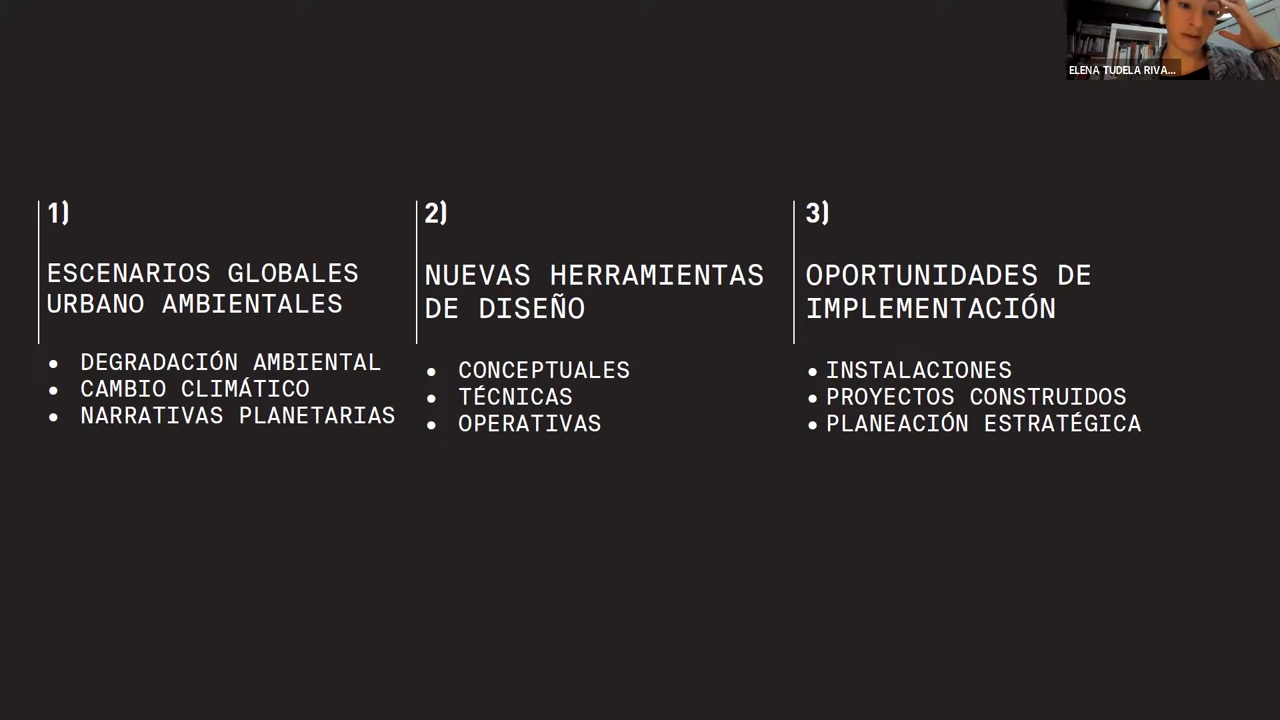 ELENA TUDELA RIVA...
1)
ESCENARIOS GLOBALES
URBANO AMBIENTALES
• DEGRADACIÓN AMBIENTAL
• CAMBIO CLIMÁTICO
• NARRATIVAS PLANETARIAS
2)
NUEVAS HERRAMIENTAS
DE DISEÑO
• CONCEPTUALES
• TÉCNICAS
• OPERATIVAS
3)
OPORTUNIDADES DE
IMPLEMENTACIÓN
• INSTALACIONES
• PROYECTOS CONSTRUIDOS
• PLANEACIÓN ESTRATÉGICA